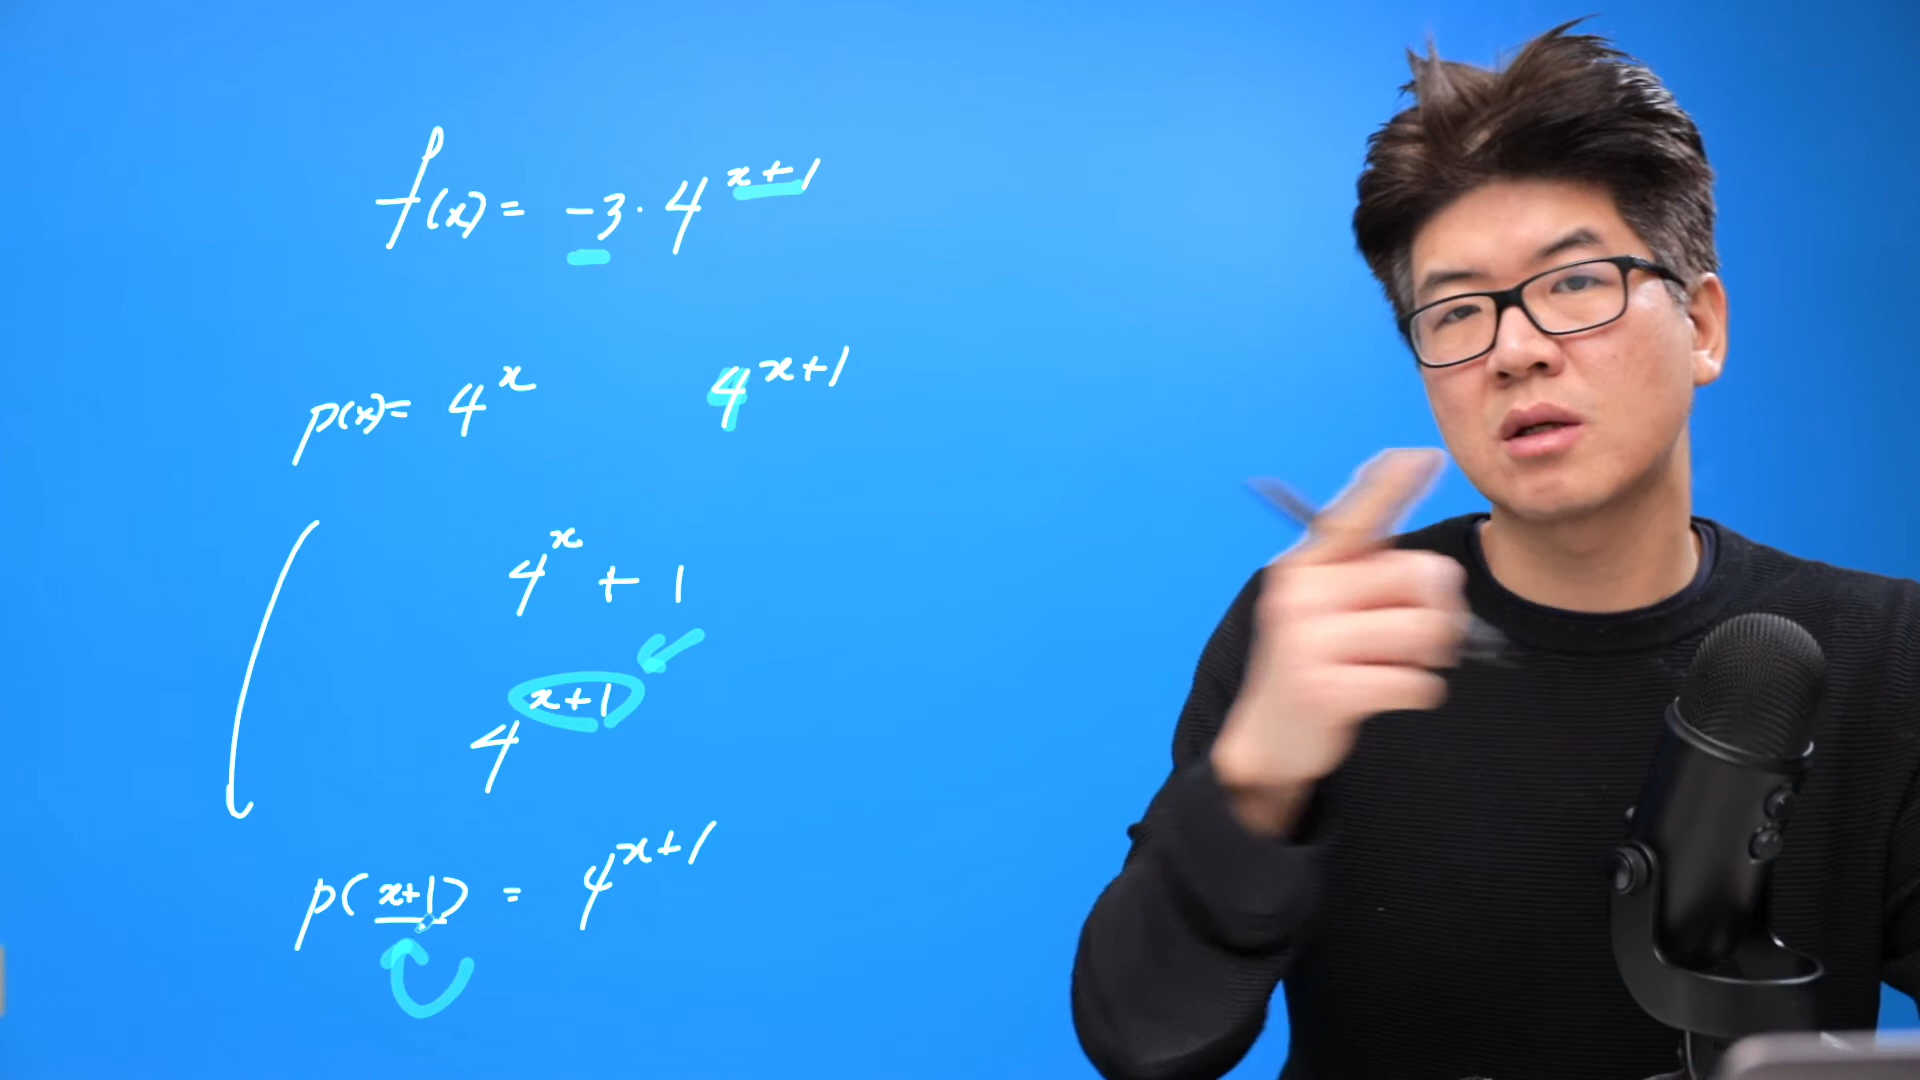 f(x) = -3 · 4^{x+1}
p(x) = 4^x    4^{x+1}
4^x + 1
4^{x+1}
p(x+1) = 4^{x+1}